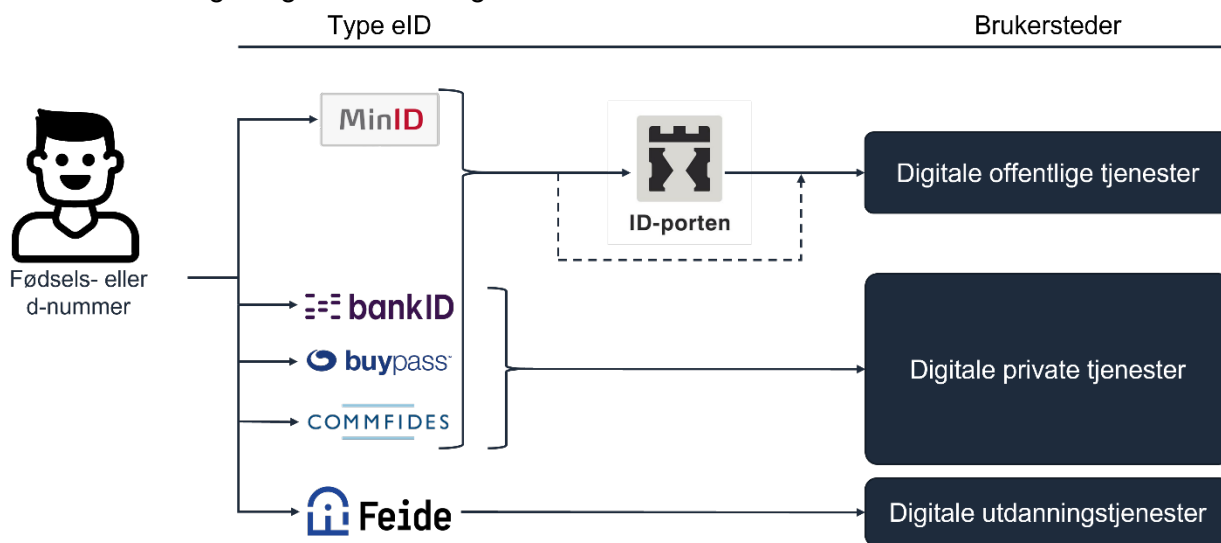 Type eID
Brukersteder
MinID
ID-porten
Digitale offentlige tjenester
Fødsels- eller
d-nummer
bankID
buypass
COMMFIDES
Digitale private tjenester
Feide
Digitale utdanningstjenester